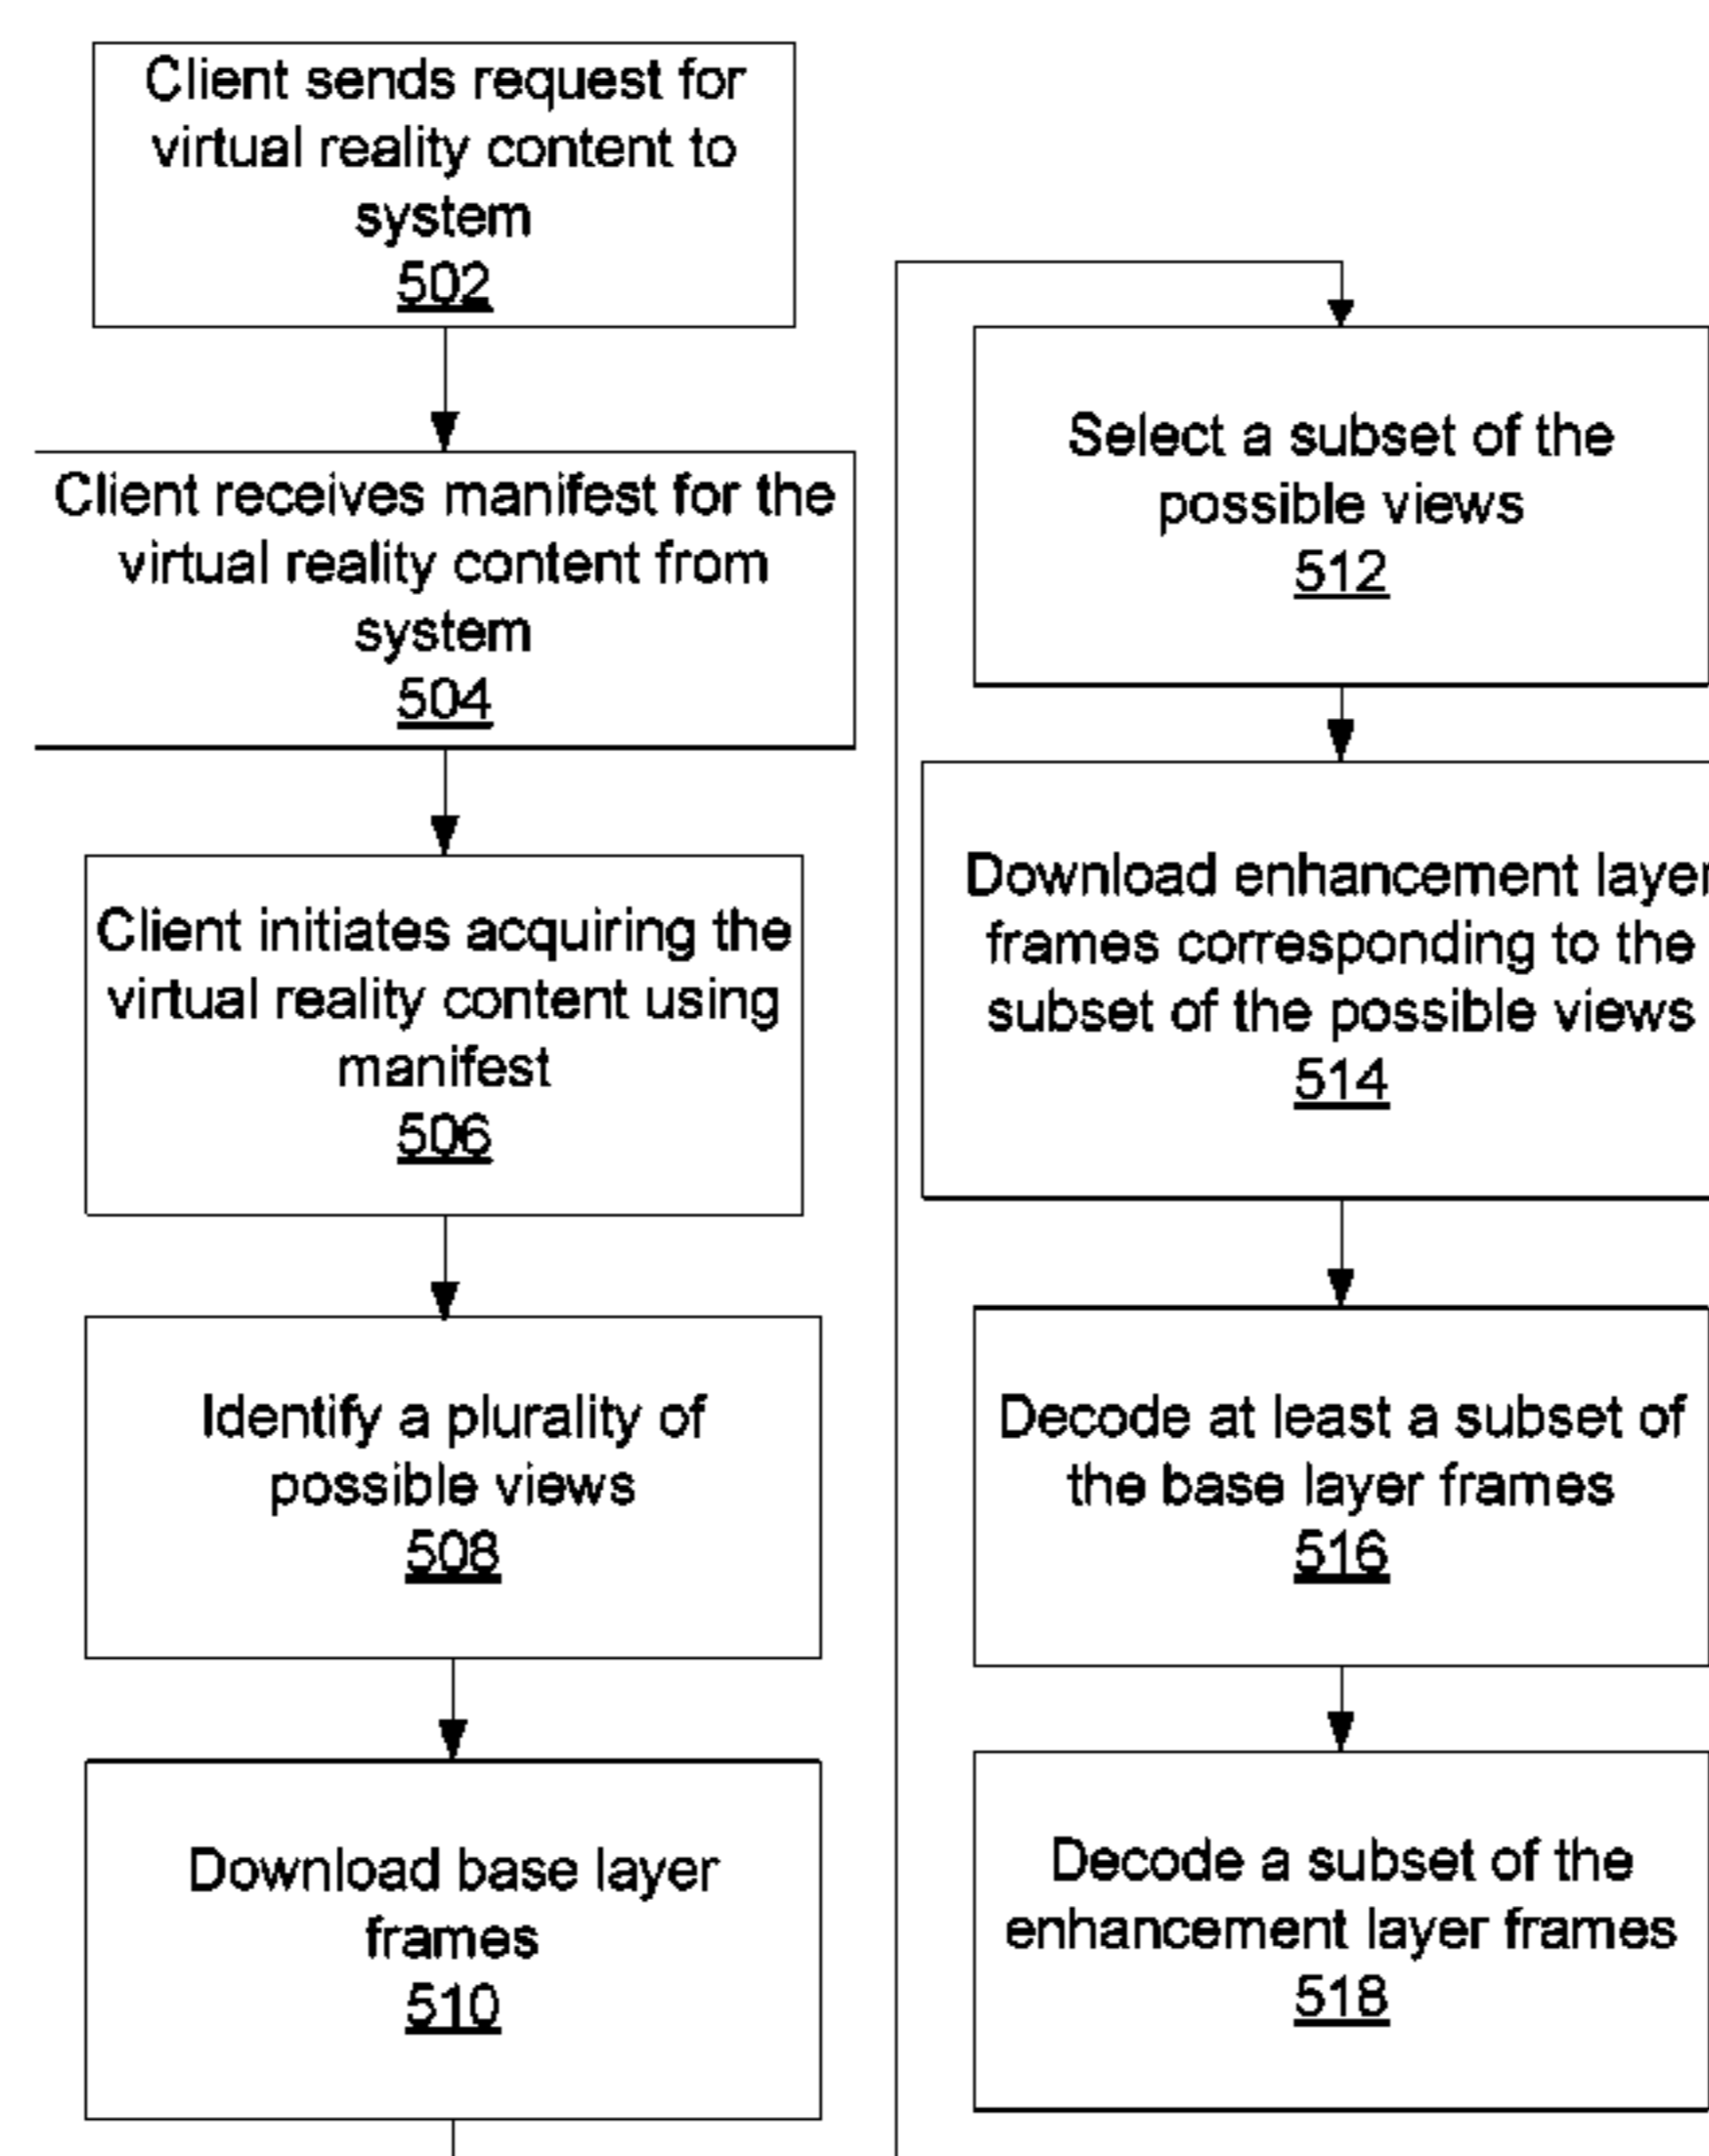 Client sends request for
virtual reality content to
system
502
Client receives manifest for the
virtual reality content from
system
504
Client initiates acquiring the
virtual reality content using
manifest
506
Identify a plurality of
possible views
508
Download base layer
frames
510
Select a subset of the
possible views
512
Download enhancement layer
frames corresponding to the
subset of the possible views
514
Decode at least a subset of
the base layer frames
516
Decode a subset of the
enhancement layer frames
518